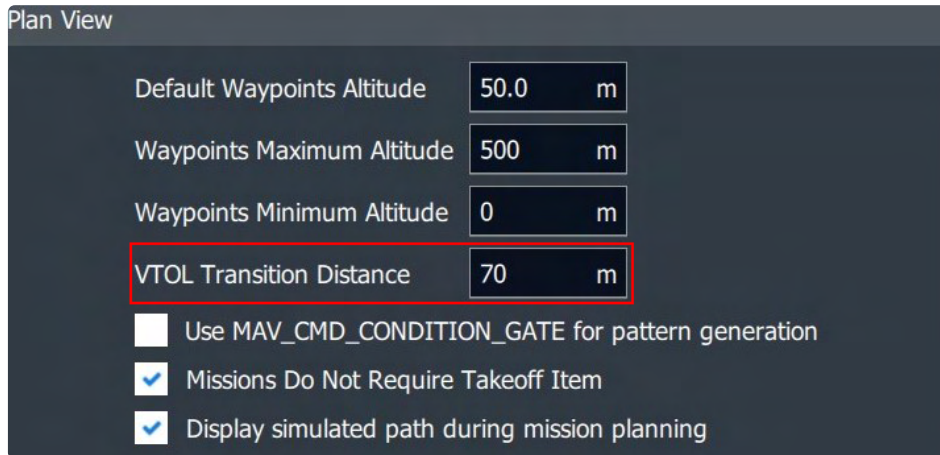 Plan View
Default Waypoints Altitude 50.0 m
Waypoints Maximum Altitude 500 m
Waypoints Minimum Altitude 0 m
VTOL Transition Distance 70 m
Use MAV_CMD_CONDITION_GATE for pattern generation
Missions Do Not Require Takeoff Item
Display simulated path during mission planning